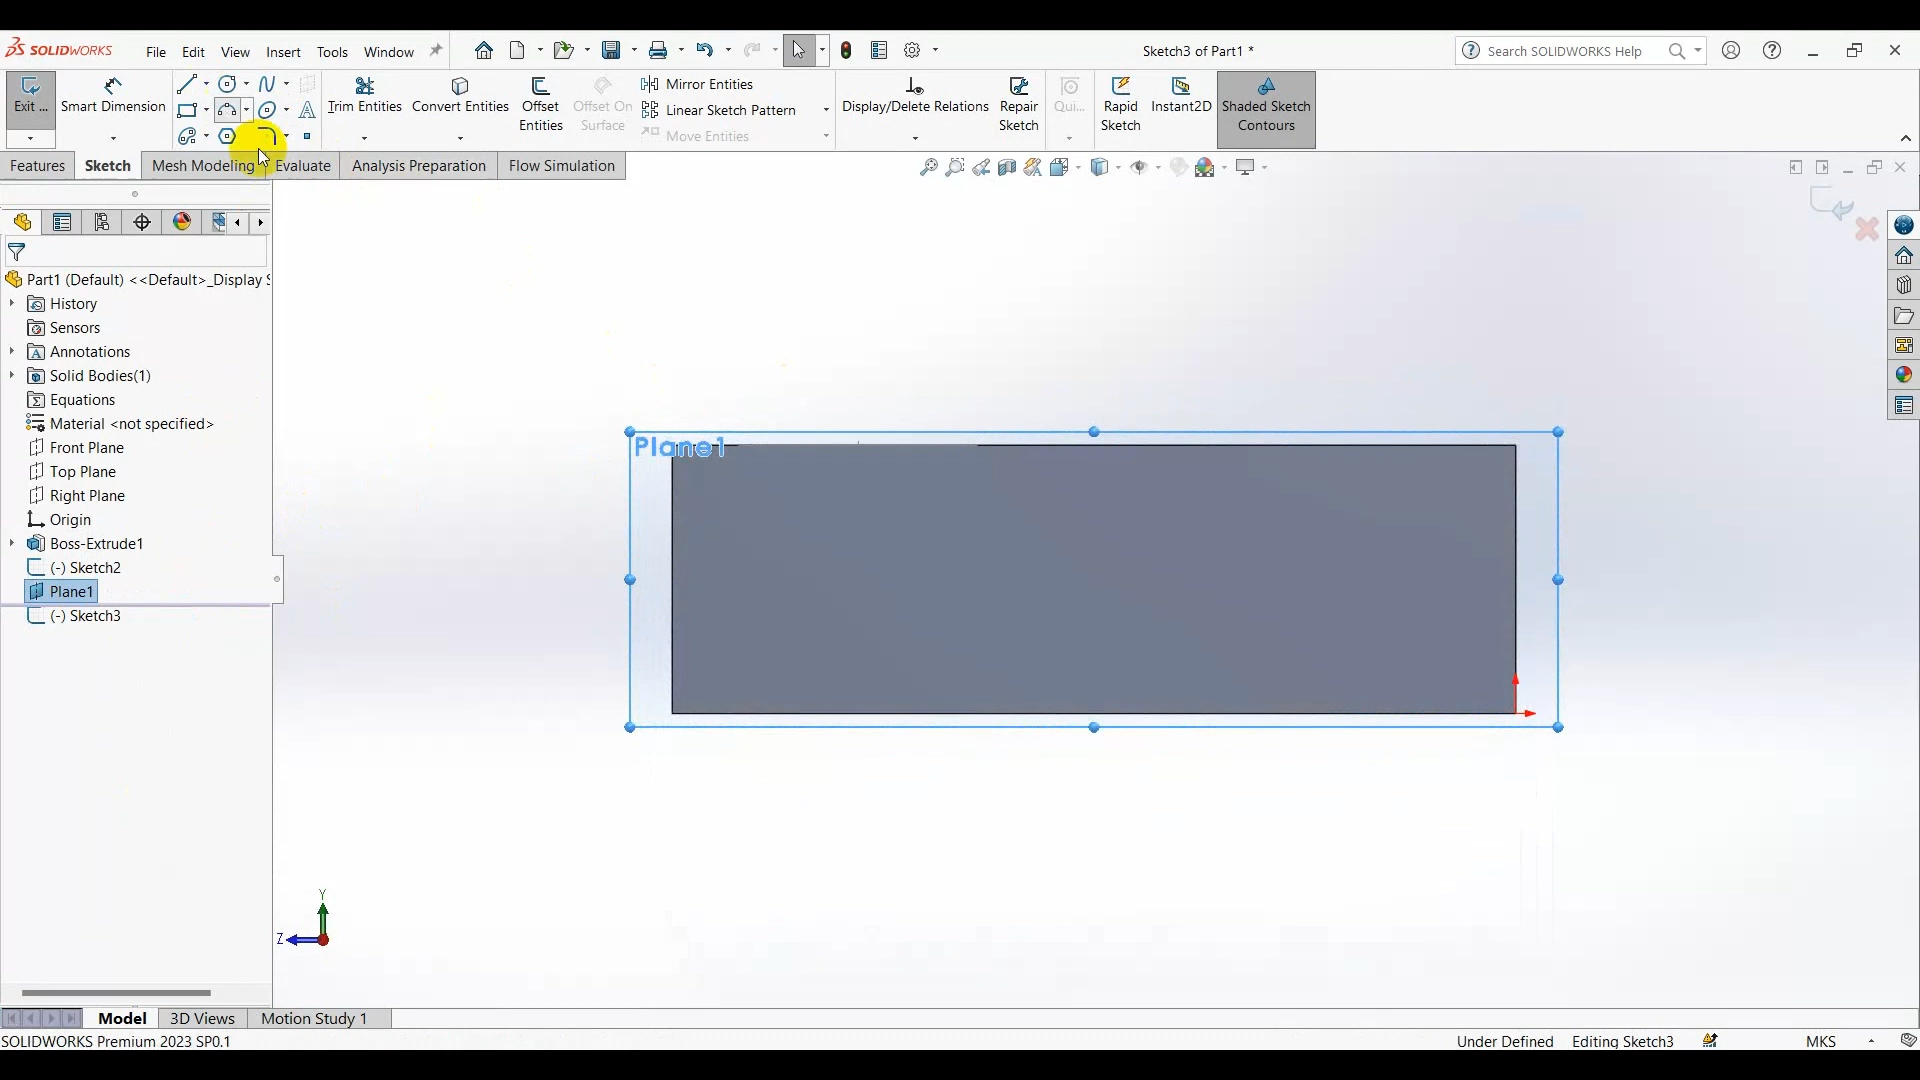 SOLIDWORKS
File Edit View Insert Tools Window
Sketch3 of Part1 *
Search SOLIDWORKS Help
Exit ...
Smart Dimension
Trim Entities
Convert Entities
Offset
Entities
Offset On
Surface
Mirror Entities
Linear Sketch Pattern
Move Entities
Display/Delete Relations
Repair
Sketch
Qui...
Rapid
Sketch
Instant2D
Shaded Sketch
Contours
Features Sketch Mesh Modeling Evaluate Analysis Preparation Flow Simulation
Part1 (Default) <<Default>_Display S
History
Sensors
Annotations
Solid Bodies(1)
Equations
Material <not specified>
Front Plane
Top Plane
Right Plane
Origin
Boss-Extrude1
(-) Sketch2
Plane1
(-) Sketch3
Plane1
Y
Z
Model 3D Views Motion Study 1
SOLIDWORKS Premium 2023 SP0.1
Under Defined Editing Sketch3 MKS